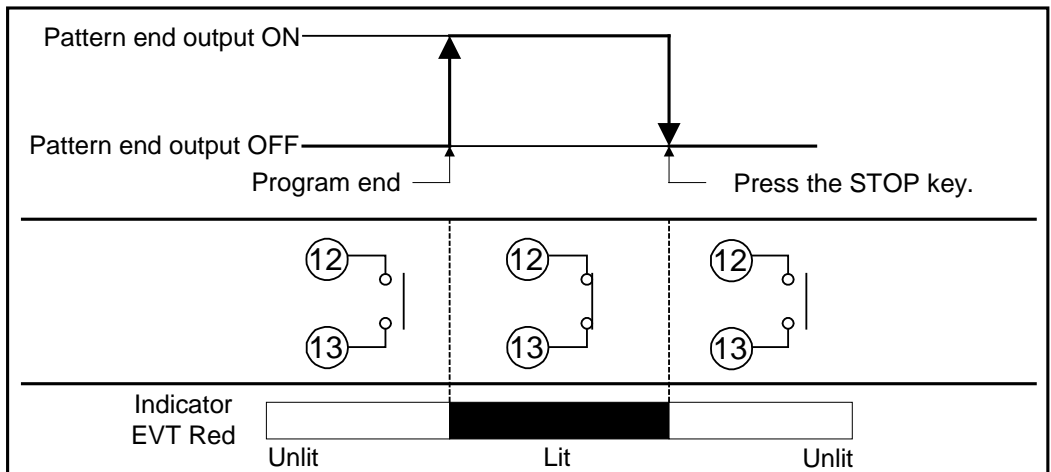 Pattern end output ON
Pattern end output OFF
Program end
Press the STOP key.
12 12 12
13 13 13
Indicator
EVT Red
Unlit Lit Unlit